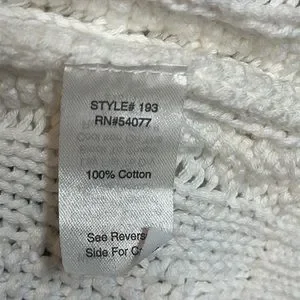 STYLE# 193
RN#54077
100% Cotton
See Revers
Side For C